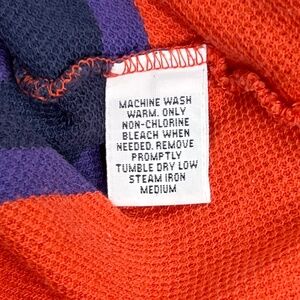 MACHINE WASH
WARM. ONLY
NON-CHLORINE
BLEACH WHEN
NEEDED. REMOVE
PROMPTLY
TUMBLE DRY LOW
STEAM IRON
MEDIUM